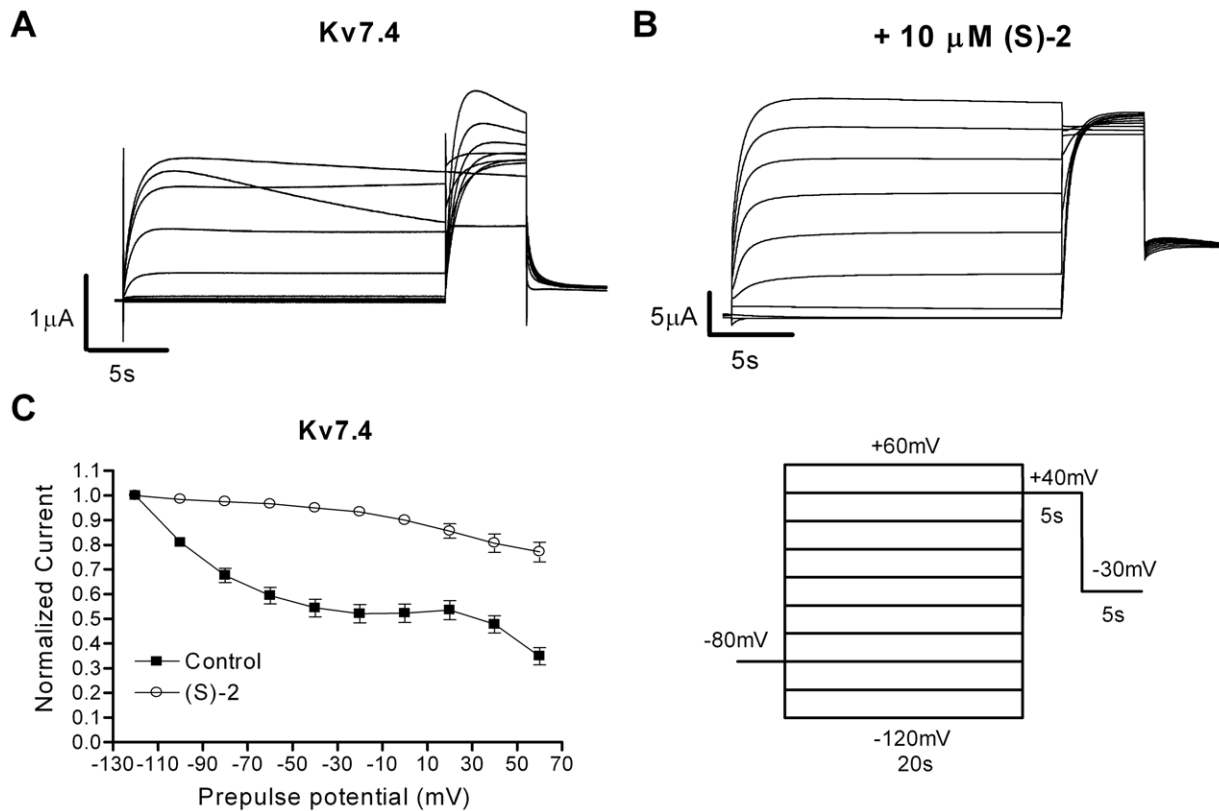 A
Kv7.4
B
+ 10 μM (S)-2
1μA
5s
5μA
5s
C
Kv7.4
Normalized Current
1.1
1.0
0.9
0.8
0.7
0.6
0.5
0.4
0.3
0.2
0.1
0.0
Control
(S)-2
-130 -110 -90 -70 -50 -30 -10 10 30 50 70
Prepulse potential (mV)
+60mV
+40mV
5s
-30mV
5s
-80mV
-120mV
20s